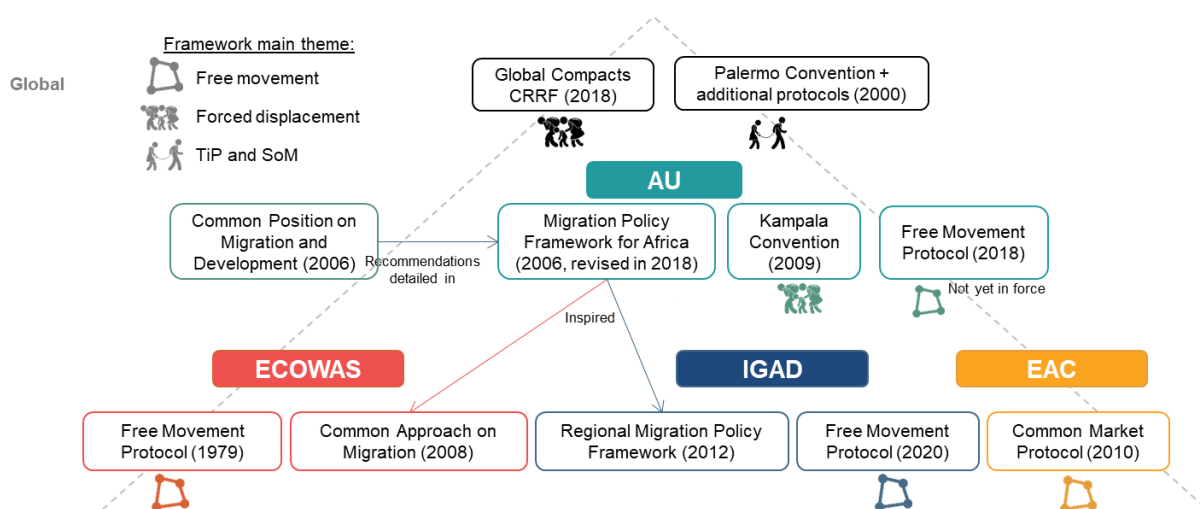 Framework main theme:
Free movement
Forced displacement
TiP and SoM
Global
Global Compacts
CRRF (2018)
Palermo Convention +
additional protocols (2000)
AU
Common Position on
Migration and
Development (2006)
Recommendations
detailed in
Migration Policy
Framework for Africa
(2006, revised in 2018)
Kampala
Convention
(2009)
Free Movement
Protocol (2018)
Not yet in force
Inspired
ECOWAS
IGAD
EAC
Free Movement
Protocol (1979)
Common Approach on
Migration (2008)
Regional Migration Policy
Framework (2012)
Free Movement
Protocol (2020)
Common Market
Protocol (2010)